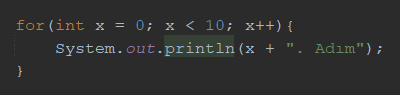 for(int x = 0; x < 10; x++){
    System.out.println(x + ". Adım");
}